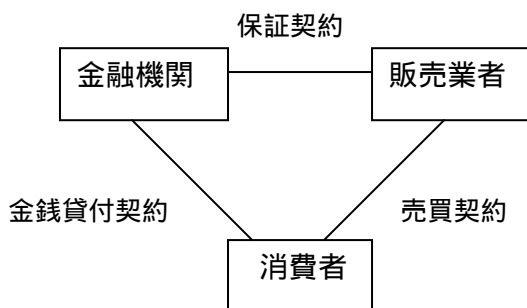 保証契約
金融機関
販売業者
金銭貸付契約
売買契約
消費者